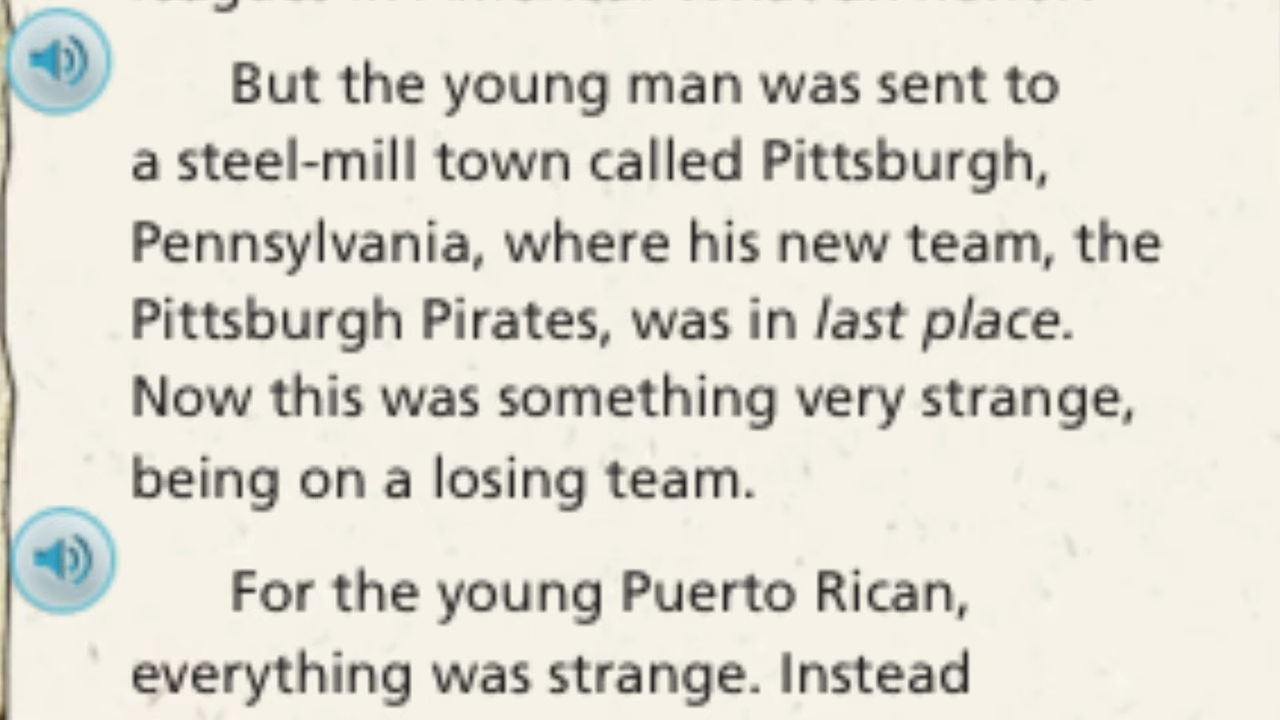 But the young man was sent to
a steel-mill town called Pittsburgh,
Pennsylvania, where his new team, the
Pittsburgh Pirates, was in last place.
Now this was something very strange,
being on a losing team.
For the young Puerto Rican,
everything was strange. Instead